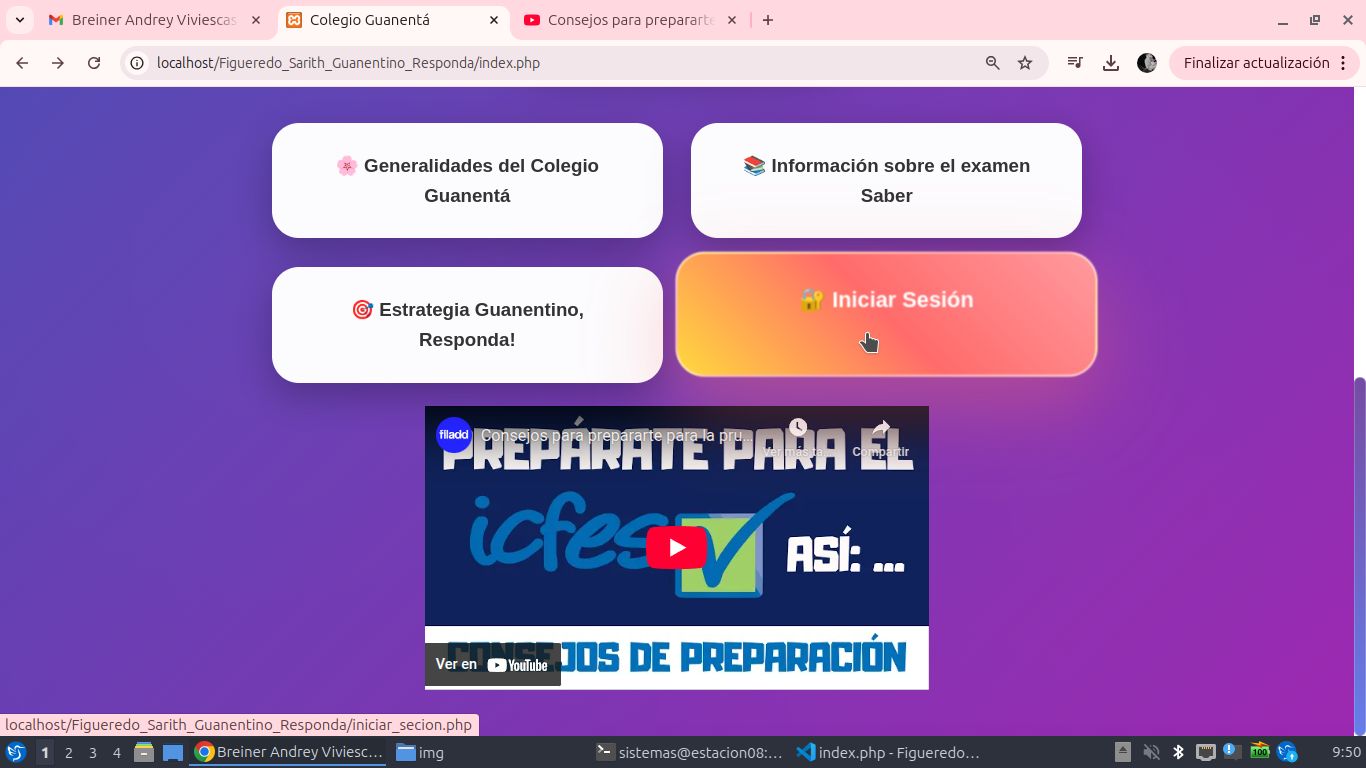 Breiner Andrey Viviescas
Colegio Guanentá
Consejos para prepararte
localhost/Figueredo_Sarith_Guanentino_Responda/index.php
Finalizar actualización
🌸 Generalidades del Colegio
Guanentá
📚 Información sobre el examen
Saber
🎯 Estrategia Guanentino,
Responda!
🔐 Iniciar Sesión
filadd
Consejos para prepararte para la pru...
Ver más ta...
Compartir
PREPÁRATE PARA EL
icfes
ASÍ: ...
CONSEJOS DE PREPARACIÓN
Ver en YouTube
localhost/Figueredo_Sarith_Guanentino_Responda/iniciar_secion.php
1 2 3 4
Breiner Andrey Viviesc...
img
sistemas@estacion08:...
index.php - Figueredo...
100
9:50